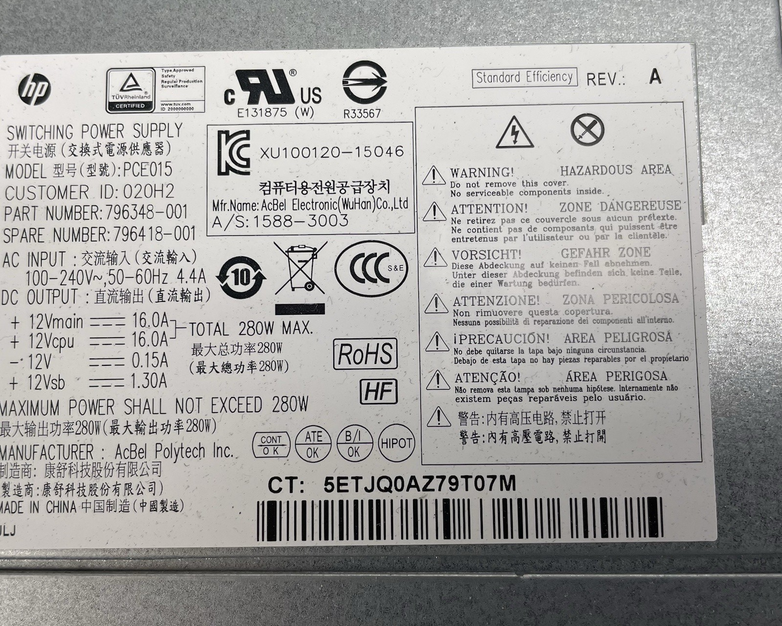 hp
TÜVRheinland
CERTIFIED
Type Approved
Safety
Regular Production
Surveillance
www.tuv.com
c RU ® US
E131875 (W)
R33567
Standard Efficiency
REV.: A
SWITCHING POWER SUPPLY
开关电源 (交換式電源供應器)
MODEL 型号(型號):PCE015
CUSTOMER ID: 020H2
PART NUMBER: 796348-001
SPARE NUMBER: 796418-001
AC INPUT: 交流输入 (交流輸入)
100-240V~,50-60Hz 4.4A
DC OUTPUT: 直流输出 (直流輸出)
+ 12Vmain 16.0A
+ 12Vcpu 16.0A
- 12V 0.15A
+ 12Vsb 1.30A
TOTAL 280W MAX.
最大总功率280W
(最大總功率280W)
MAXIMUM POWER SHALL NOT EXCEED 280W
最大输出功率280W(最大輸出功率280W)
MANUFACTURER: AcBel Polytech Inc.
制造商: 康舒科技股份有限公司
製造商:康舒科技股份有限公司)
MADE IN CHINA 中国制造 (中國製造)
JLJ
XU100120-15046
컴퓨터용전원공급장치
Mfr.Name: AcBel Electronic(WuHan)Co.,Ltd
A/S: 1588-3003
10
CCC S&E
RoHS
HF
CONT OK
ATE OK
B/I OK
HIPOT
WARNING! HAZARDOUS AREA
Do not remove this cover.
No serviceable components inside.
ATTENTION! ZONE DANGEREUSE
Ne retirez pas ce couvercle sous aucun prétexte.
Ne contient pas de composants qui puissent être
entretenus par l'utilisateur ou par la clientèle.
VORSICHT! GEFAHR ZONE
Diese Abdeckung auf keinen Fall abnehmen.
Unter dieser Abdeckung befinden sich keine Teile,
die einer Wartung bedürfen.
ATTENZIONE! ZONA PERICOLOSA
Non rimuovere questa copertura.
Nessuna possibilità di reparazione dei componenti all'interno.
¡PRECAUCIÓN! ÁREA PELIGROSA
No debe quitarse la tapa bajo ninguna circunstancia.
Debajo de esta tapa no hay piezas reparables por el propietario
ATENÇÃO! ÁREA PERIGOSA
Não remova esta tampa sob nenhuma hipótese. Internamente não
existem peças reparáveis pelo usuário.
警告:内有高压电路,禁止打开
警告:內有高壓電路,禁止打開
CT: 5ETJQ0AZ79T07M